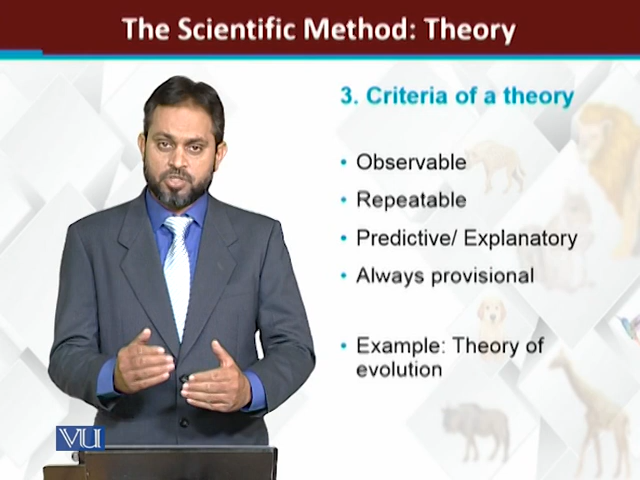 The Scientific Method: Theory
3. Criteria of a theory
• Observable
• Repeatable
• Predictive/ Explanatory
• Always provisional
• Example: Theory of
evolution
VU